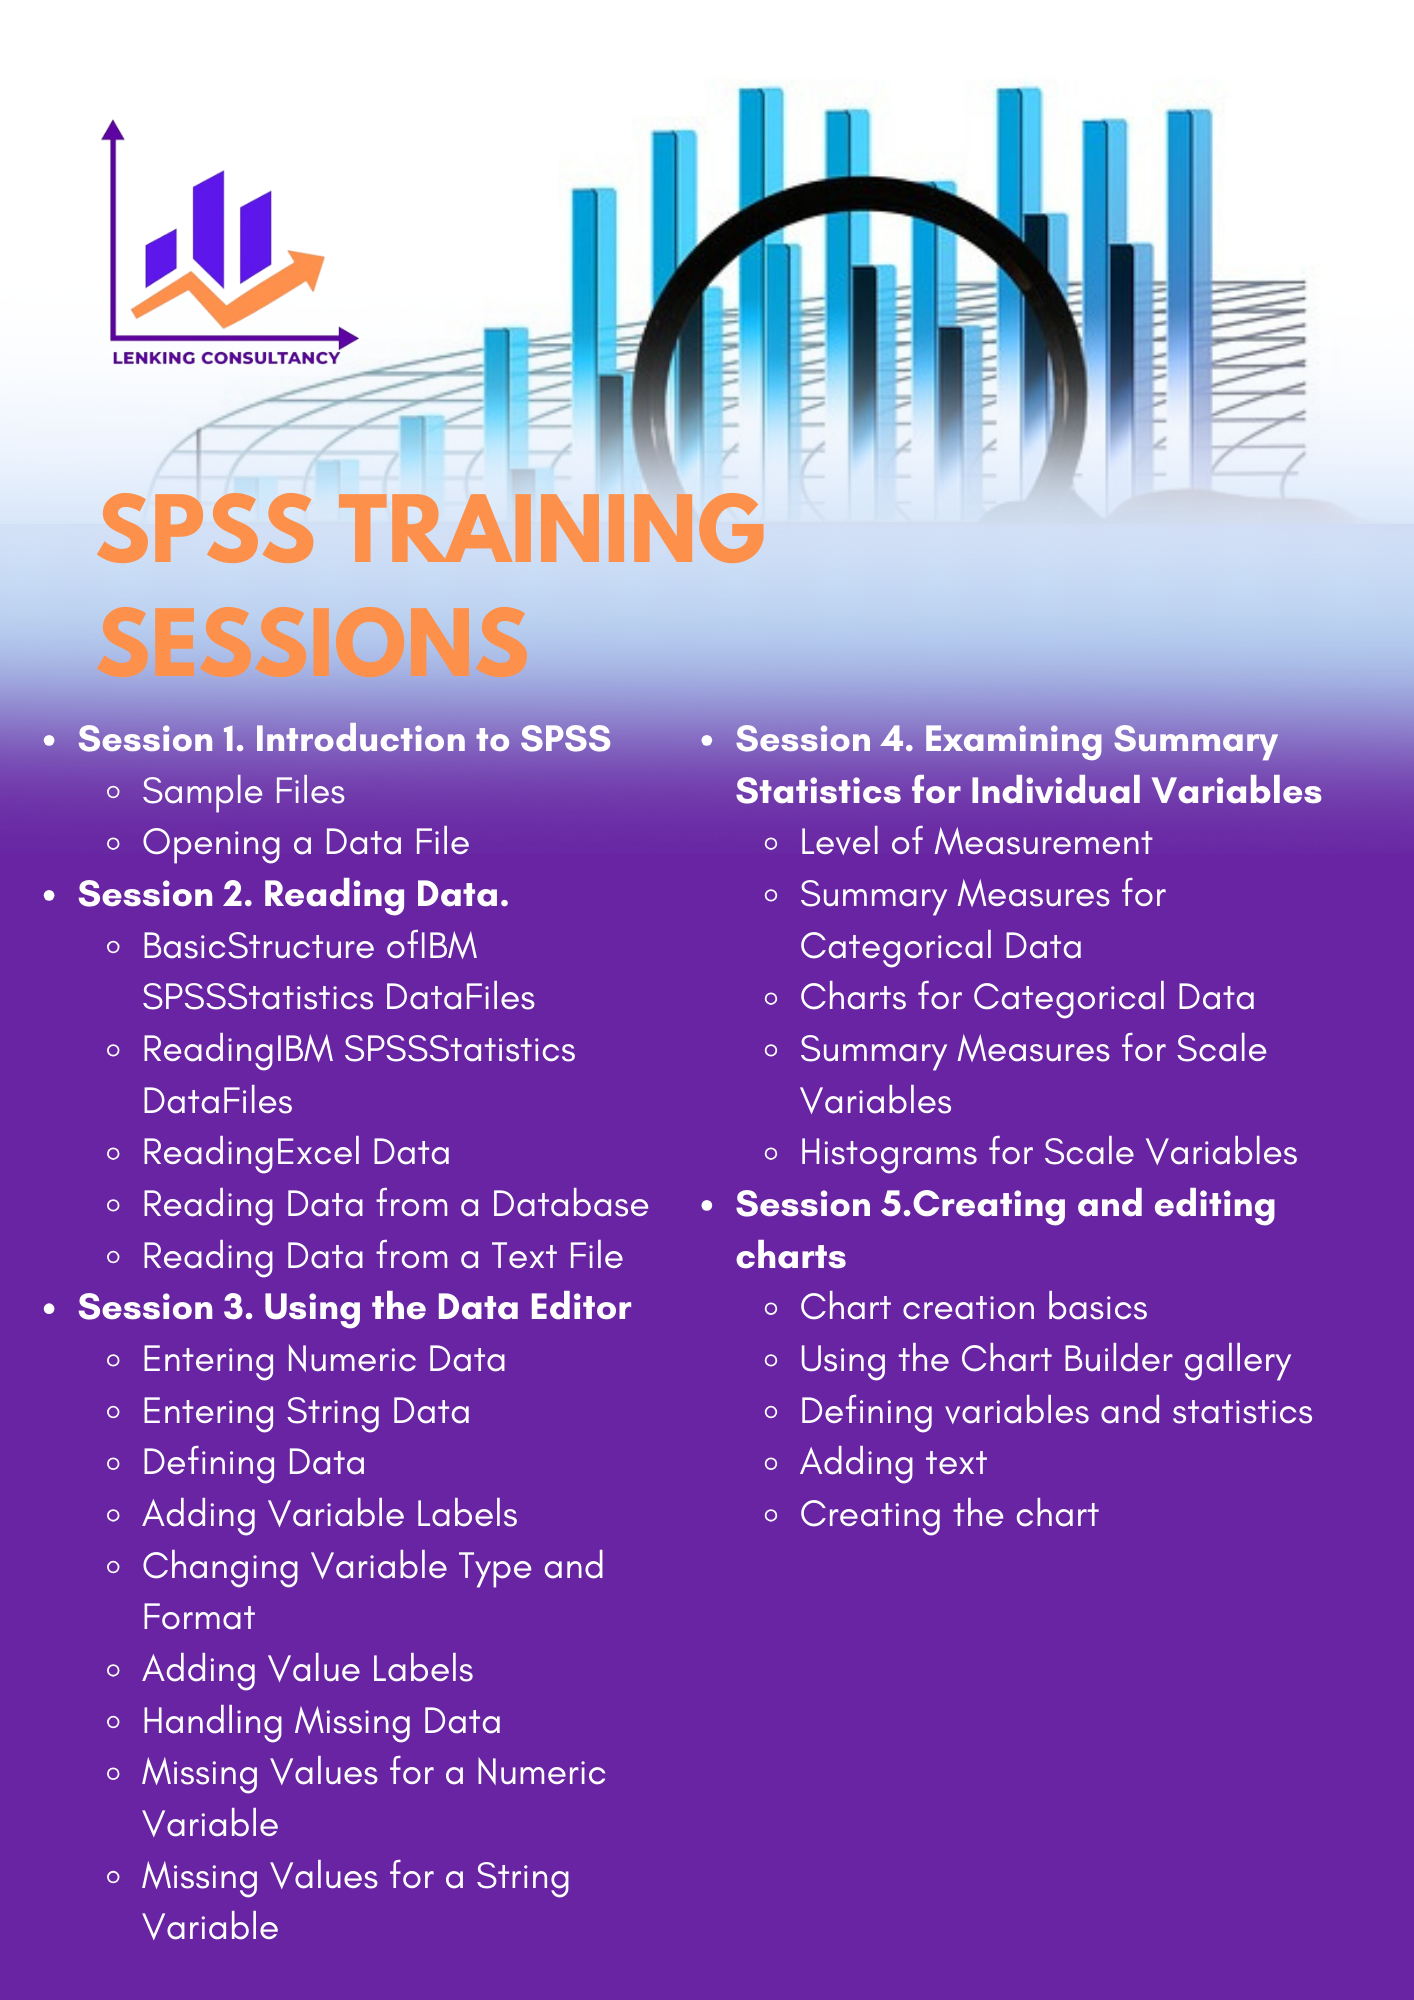 LENKING CONSULTANCY
SPSS TRAINING
SESSIONS
Session 1. Introduction to SPSS
Sample Files
Opening a Data File
Session 2. Reading Data.
BasicStructure ofIBM
SPSSStatistics DataFiles
ReadingIBM SPSSStatistics
DataFiles
ReadingExcel Data
Reading Data from a Database
Reading Data from a Text File
Session 3. Using the Data Editor
Entering Numeric Data
Entering String Data
Defining Data
Adding Variable Labels
Changing Variable Type and
Format
Adding Value Labels
Handling Missing Data
Missing Values for a Numeric
Variable
Missing Values for a String
Variable
Session 4. Examining Summary
Statistics for Individual Variables
Level of Measurement
Summary Measures for
Categorical Data
Charts for Categorical Data
Summary Measures for Scale
Variables
Histograms for Scale Variables
Session 5.Creating and editing
charts
Chart creation basics
Using the Chart Builder gallery
Defining variables and statistics
Adding text
Creating the chart